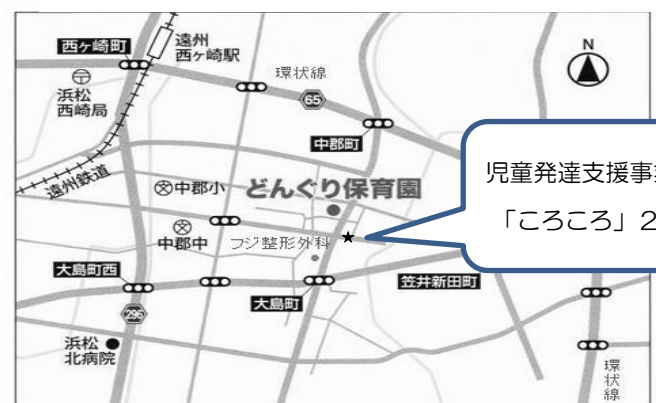 西ヶ崎町
遠州
西ヶ崎駅
N
環状線
65
浜松
西崎局
中郡町
遠州鉄道
中郡小
どんぐり保育園
児童発達支援事
「ころころ」2
中郡中
フジ整形外科
★
大島町西
大島町
笠井新田町
296
浜松
北病院
環
状
線